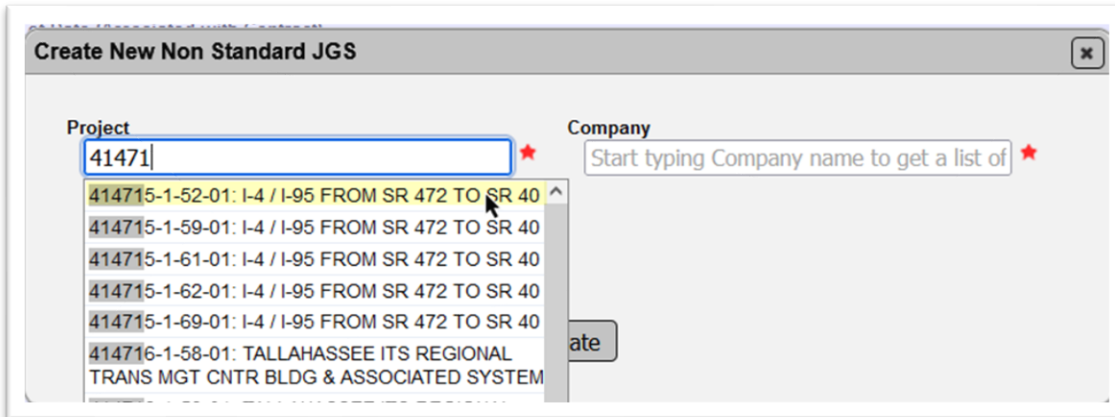 Create New Non Standard JGS
Project
Company
41471
Start typing Company name to get a list of
414715-1-52-01: I-4 / I-95 FROM SR 472 TO SR 40
414715-1-59-01: I-4 / I-95 FROM SR 472 TO SR 40
414715-1-61-01: I-4 / I-95 FROM SR 472 TO SR 40
414715-1-62-01: I-4 / I-95 FROM SR 472 TO SR 40
414715-1-69-01: I-4 / I-95 FROM SR 472 TO SR 40
ate
414716-1-58-01: TALLAHASSEE ITS REGIONAL
TRANS MGT CNTR BLDG & ASSOCIATED SYSTEM